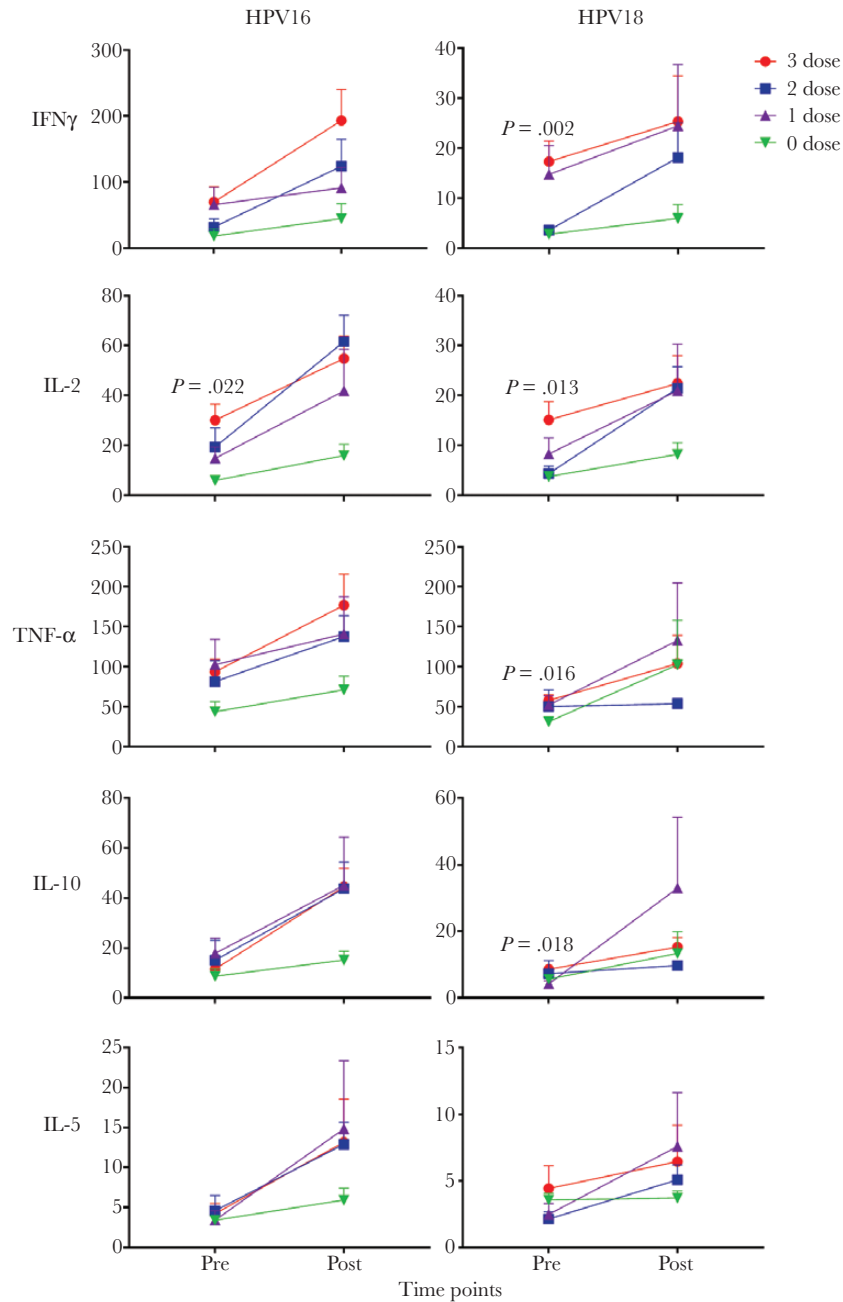 HPV16
HPV18
IFNγ
300
200
100
0
40
30
20
10
0
P = .002
3 dose
2 dose
1 dose
0 dose
IL-2
80
60
40
20
0
P = .022
40
30
20
10
0
P = .013
TNF-α
250
200
150
100
50
0
250
200
150
100
50
0
P = .016
IL-10
80
60
40
20
0
60
40
20
0
P = .018
IL-5
25
20
15
10
5
0
15
10
5
0
Pre
Post
Pre
Post
Time points